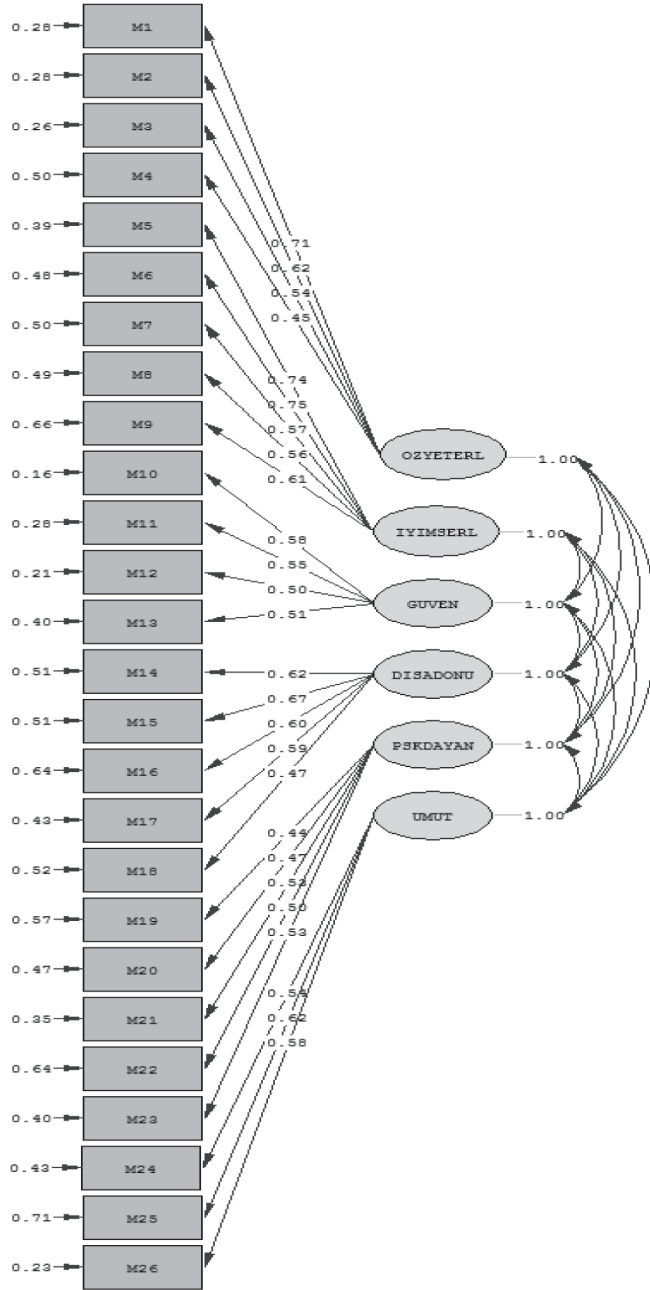 0.28 M1
0.28 M2
0.26 M3
0.50 M4
0.39 M5
0.48 M6
0.50 M7
0.49 M8
0.66 M9
0.16 M10
0.28 M11
0.21 M12
0.40 M13
0.51 M14
0.51 M15
0.64 M16
0.43 M17
0.52 M18
0.57 M19
0.47 M20
0.35 M21
0.64 M22
0.40 M23
0.43 M24
0.71 M25
0.23 M26
0.71
0.62
0.54
0.45
0.74
0.75
0.57
0.56
0.61
0.58
0.55
0.50
0.51
0.62
0.67
0.60
0.59
0.47
0.44
0.47
0.53
0.50
0.53
0.54
0.62
0.58
OZYETERL 1.00
IYIMSERL 1.00
GUVEN 1.00
DISADONU 1.00
PSKDAYAN 1.00
UMUT 1.00